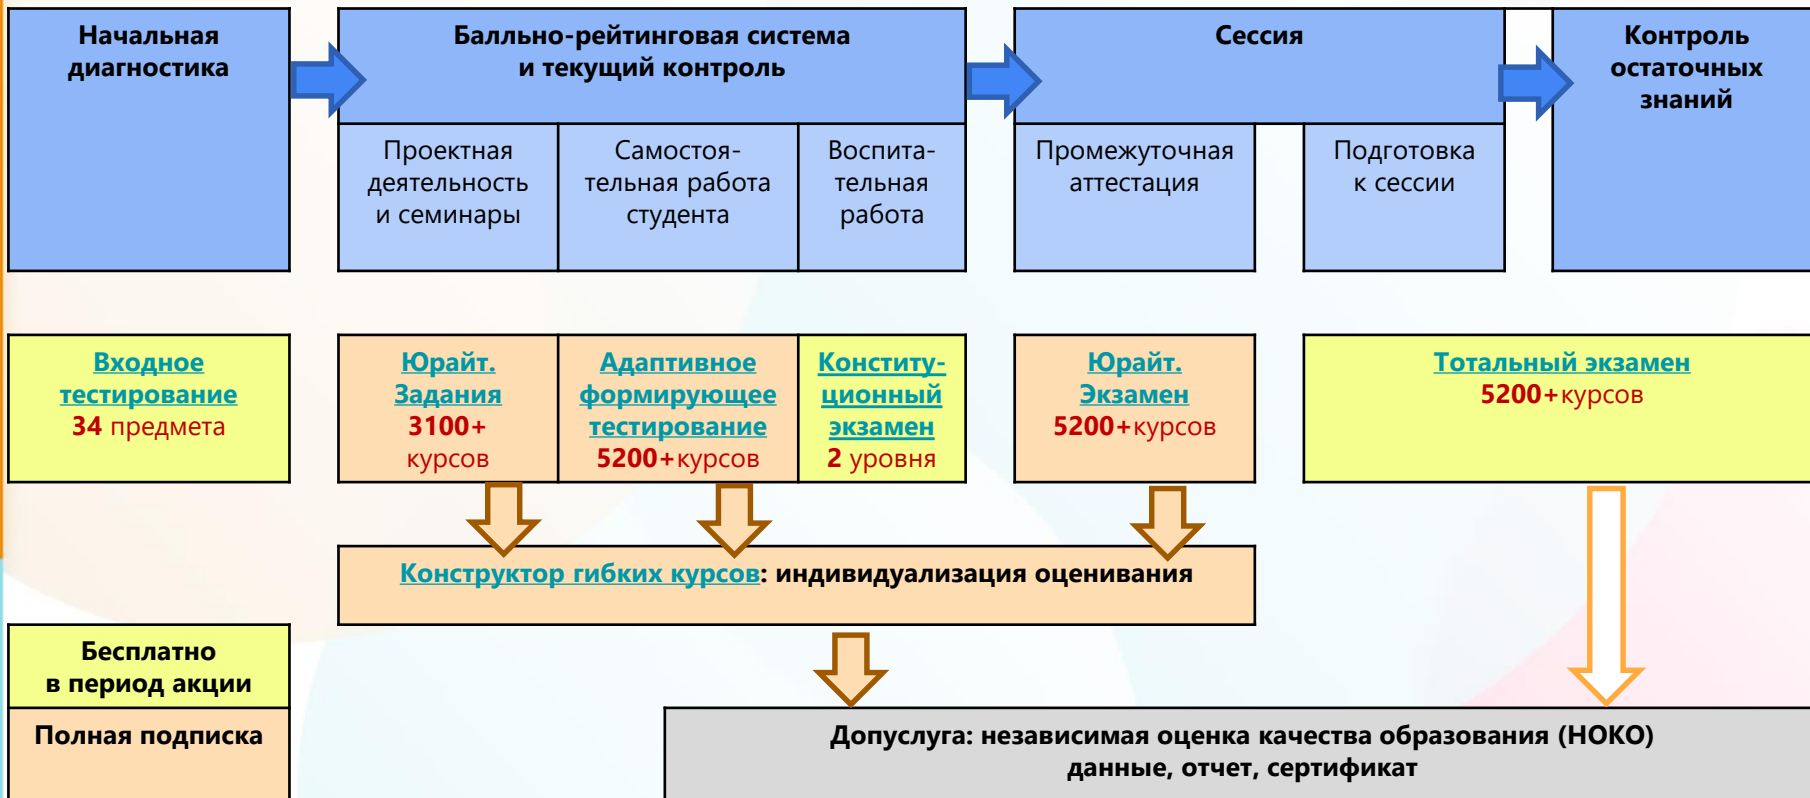 Начальная
диагностика
Балльно-рейтинговая система
и текущий контроль
Сессия
Контроль
остаточных
знаний
Проектная
деятельность
и семинары
Самостоя-
тельная работа
студента
Воспита-
тельная
работа
Промежуточная
аттестация
Подготовка
к сессии
Входное
тестирование
34 предмета
Юрайт.
Задания
3100+
курсов
Адаптивное
формирующее
тестирование
5200+курсов
Конститу-
ционный
экзамен
2 уровня
Юрайт.
Экзамен
5200+курсов
Тотальный экзамен
5200+курсов
Конструктор гибких курсов: индивидуализация оценивания
Бесплатно
в период акции
Полная подписка
Допуслуга: независимая оценка качества образования (НОКО)
данные, отчет, сертификат